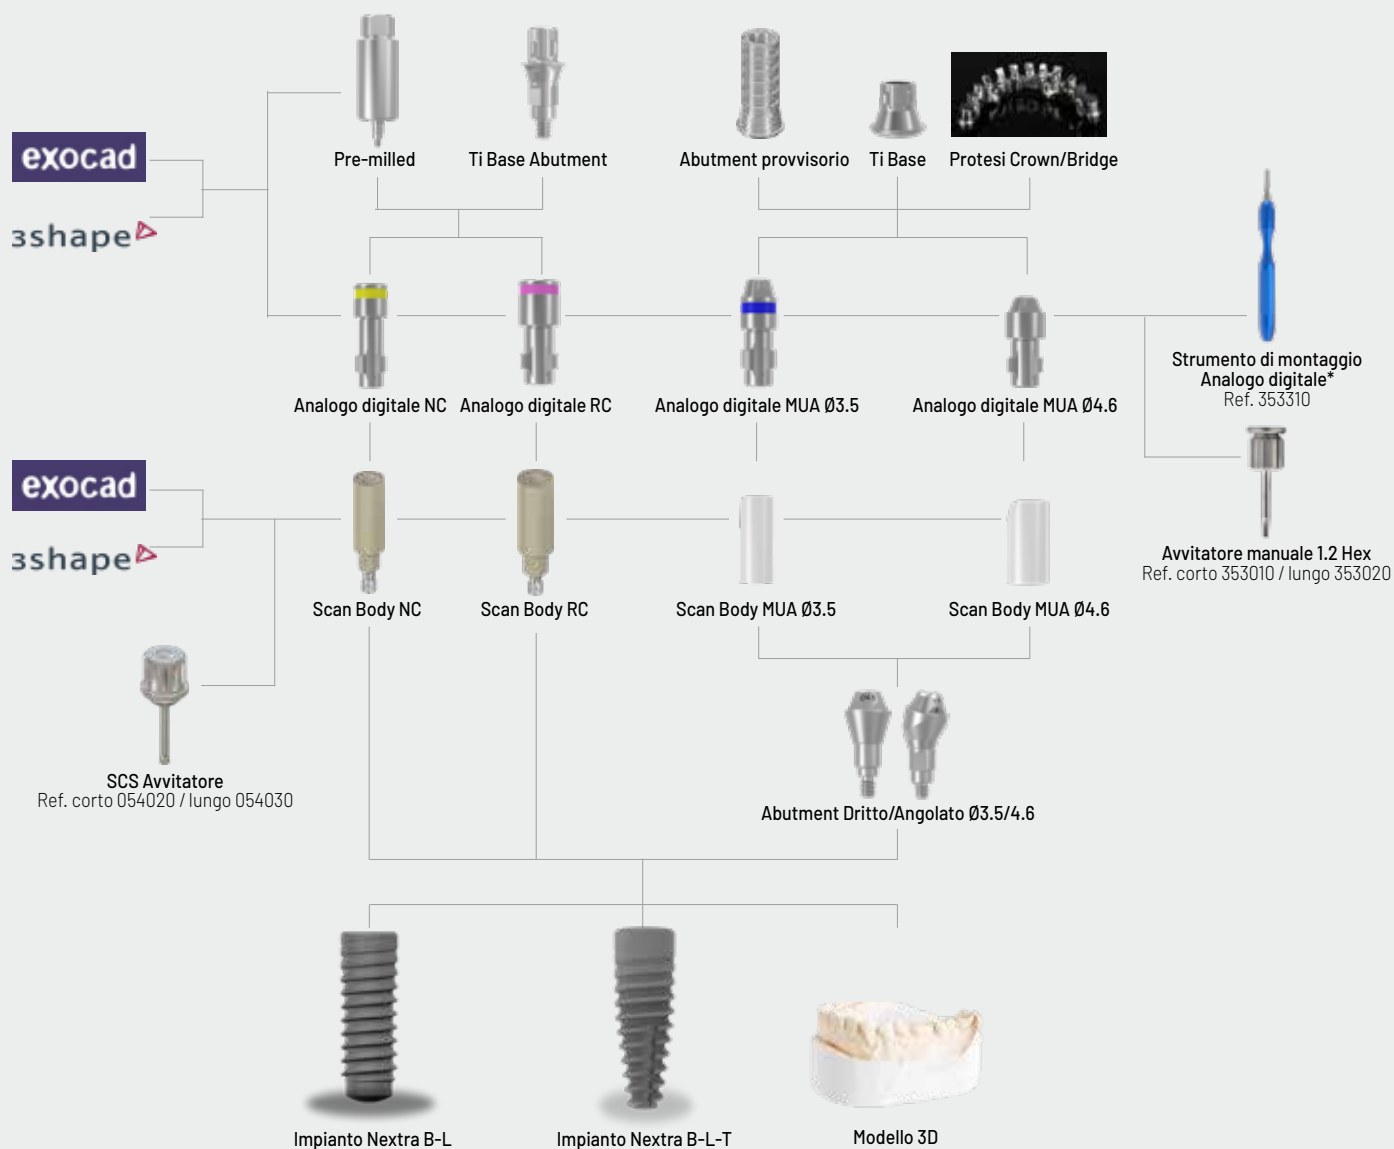 exocad
3shape
Pre-milled
Ti Base Abutment
Abutment provvisorio
Ti Base
Protesi Crown/Bridge
Analogo digitale NC
Analogo digitale RC
Analogo digitale MUA Ø3.5
Analogo digitale MUA Ø4.6
Strumento di montaggio
Analogo digitale*
Ref. 353310
exocad
3shape
Scan Body NC
Scan Body RC
Scan Body MUA Ø3.5
Scan Body MUA Ø4.6
Avvitatore manuale 1.2 Hex
Ref. corto 353010 / lungo 353020
SCS Avvitatore
Ref. corto 054020 / lungo 054030
Abutment Dritto/Angolato Ø3.5/4.6
Impianto Nextra B-L
Impianto Nextra B-L-T
Modello 3D